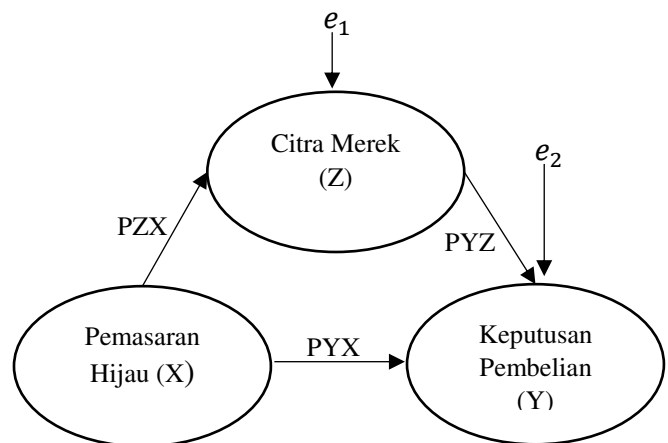 e₁
Citra Merek
(Z)
e₂
PZX
PYZ
Pemasaran
Hijau (X)
PYX
Keputusan
Pembelian
(Y)